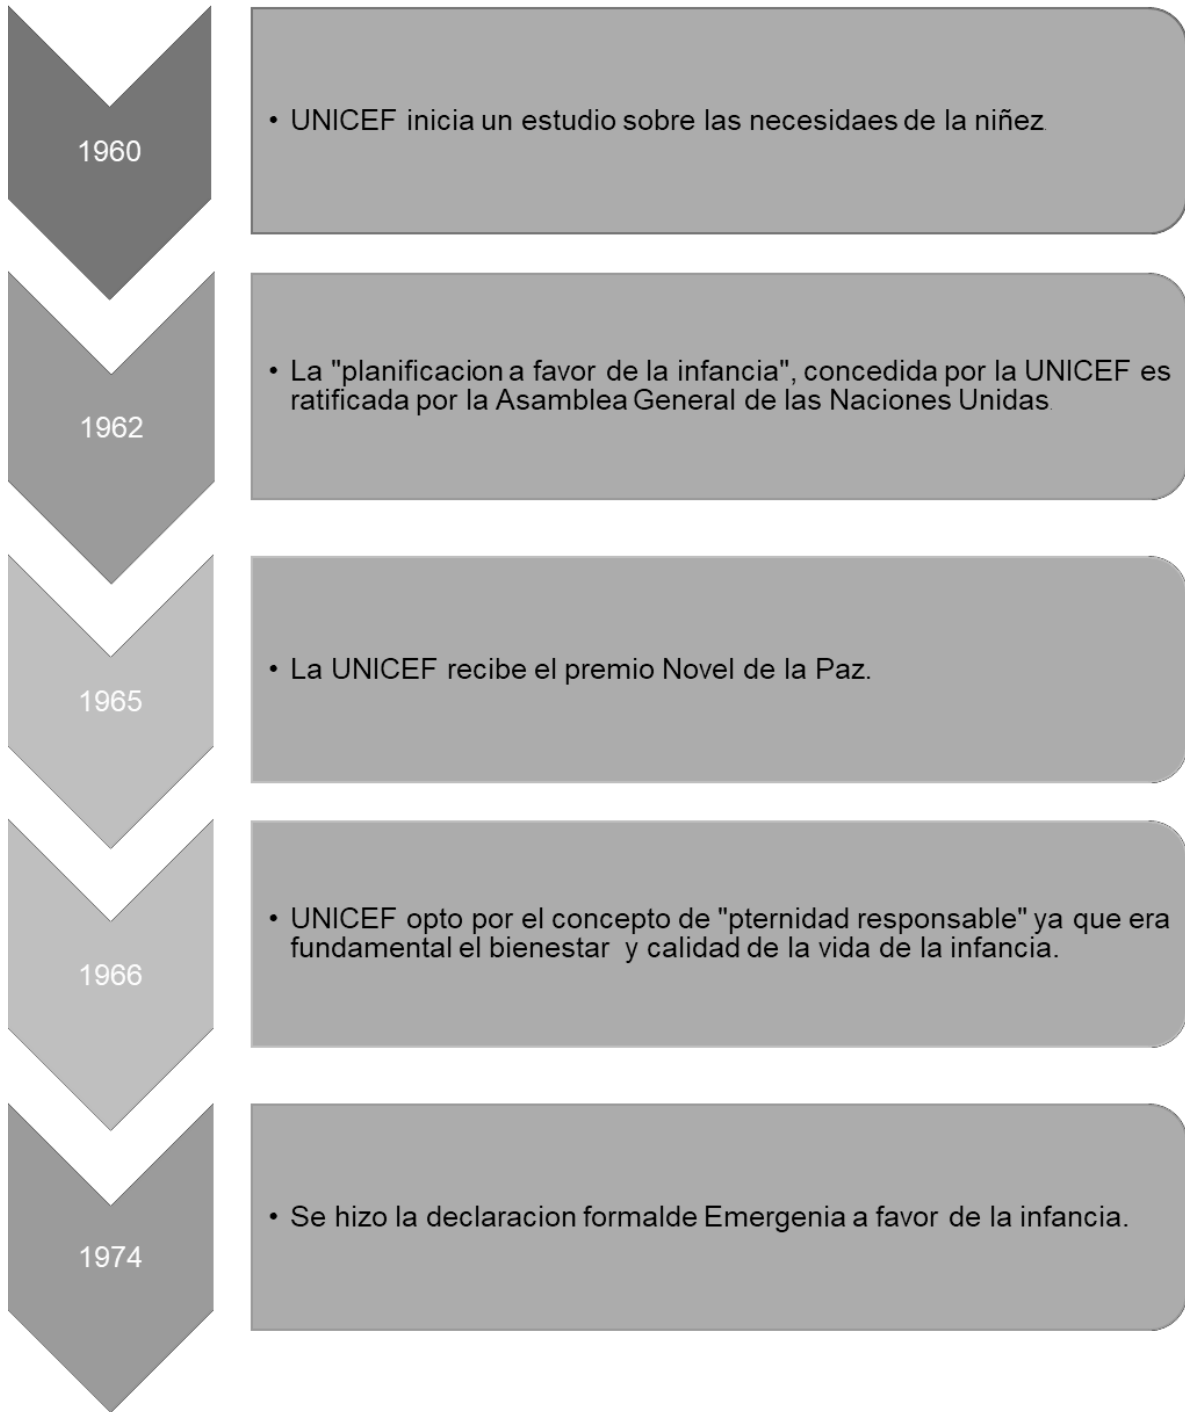 1960
• UNICEF inicia un estudio sobre las necesidaes de la niñez.
1962
• La "planificacion a favor de la infancia", concedida por la UNICEF es
ratificada por la Asamblea General de las Naciones Unidas.
1965
• La UNICEF recibe el premio Novel de la Paz.
1966
• UNICEF opto por el concepto de "pternidad responsable" ya que era
fundamental el bienestar y calidad de la vida de la infancia.
1974
• Se hizo la declaracion formalde Emergenia a favor de la infancia.